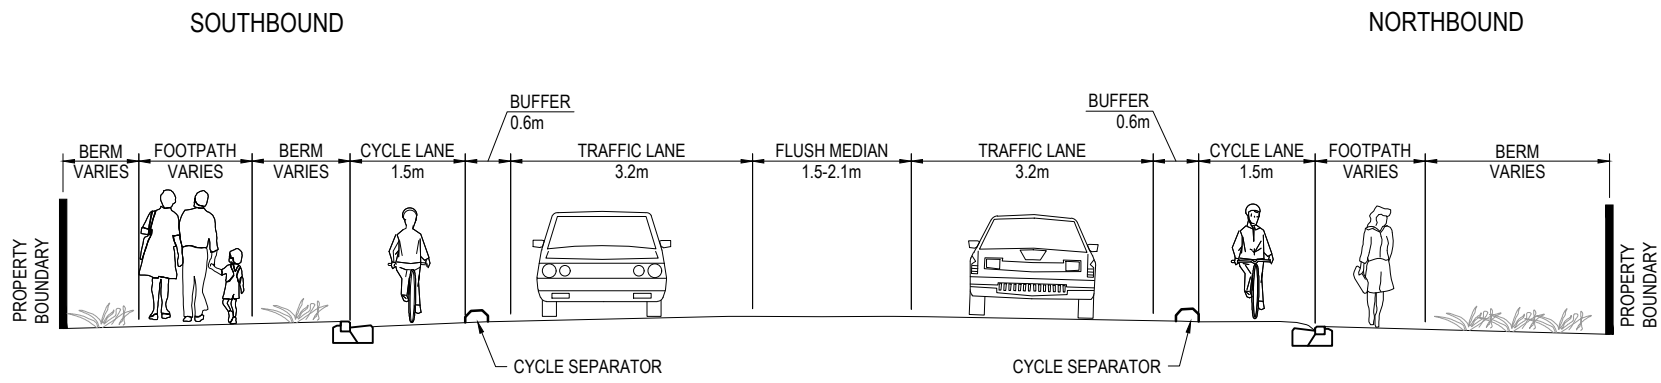 SOUTHBOUND
NORTHBOUND
BUFFER
0.6m
BUFFER
0.6m
BERM
VARIES
FOOTPATH
VARIES
BERM
VARIES
CYCLE LANE
1.5m
TRAFFIC LANE
3.2m
FLUSH MEDIAN
1.5-2.1m
TRAFFIC LANE
3.2m
CYCLE LANE
1.5m
FOOTPATH
VARIES
BERM
VARIES
PROPERTY
BOUNDARY
PROPERTY
BOUNDARY
CYCLE SEPARATOR
CYCLE SEPARATOR